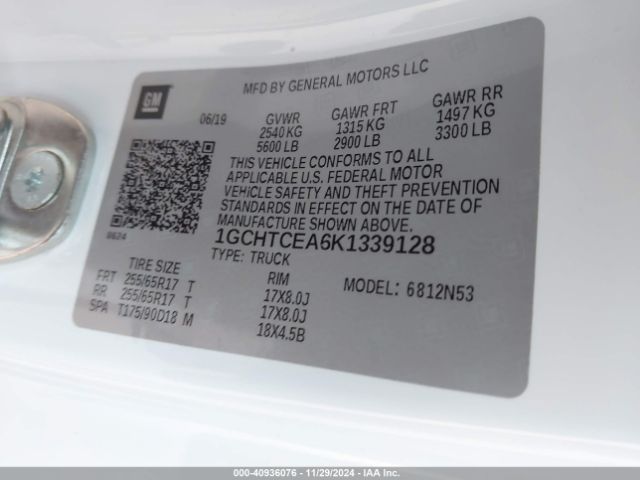 MFD BY GENERAL MOTORS LLC
GM
06/19 GVWR GAWR FRT GAWR RR
2540 KG 1315 KG 1497 KG
5600 LB 2900 LB 3300 LB
THIS VEHICLE CONFORMS TO ALL
APPLICABLE U.S. FEDERAL MOTOR
VEHICLE SAFETY AND THEFT PREVENTION
STANDARDS IN EFFECT ON THE DATE OF
MANUFACTURE SHOWN ABOVE.
1GCHTCEA6K1339128
TYPE: TRUCK
TIRE SIZE RIM MODEL: 6812N53
FRT 255/65R17 T 17X8.0J
RR 255/65R17 T 17X8.0J
SPA T175/90D18 M 18X4.5B
000-40936076 - 11/29/2024 - IAA Inc.